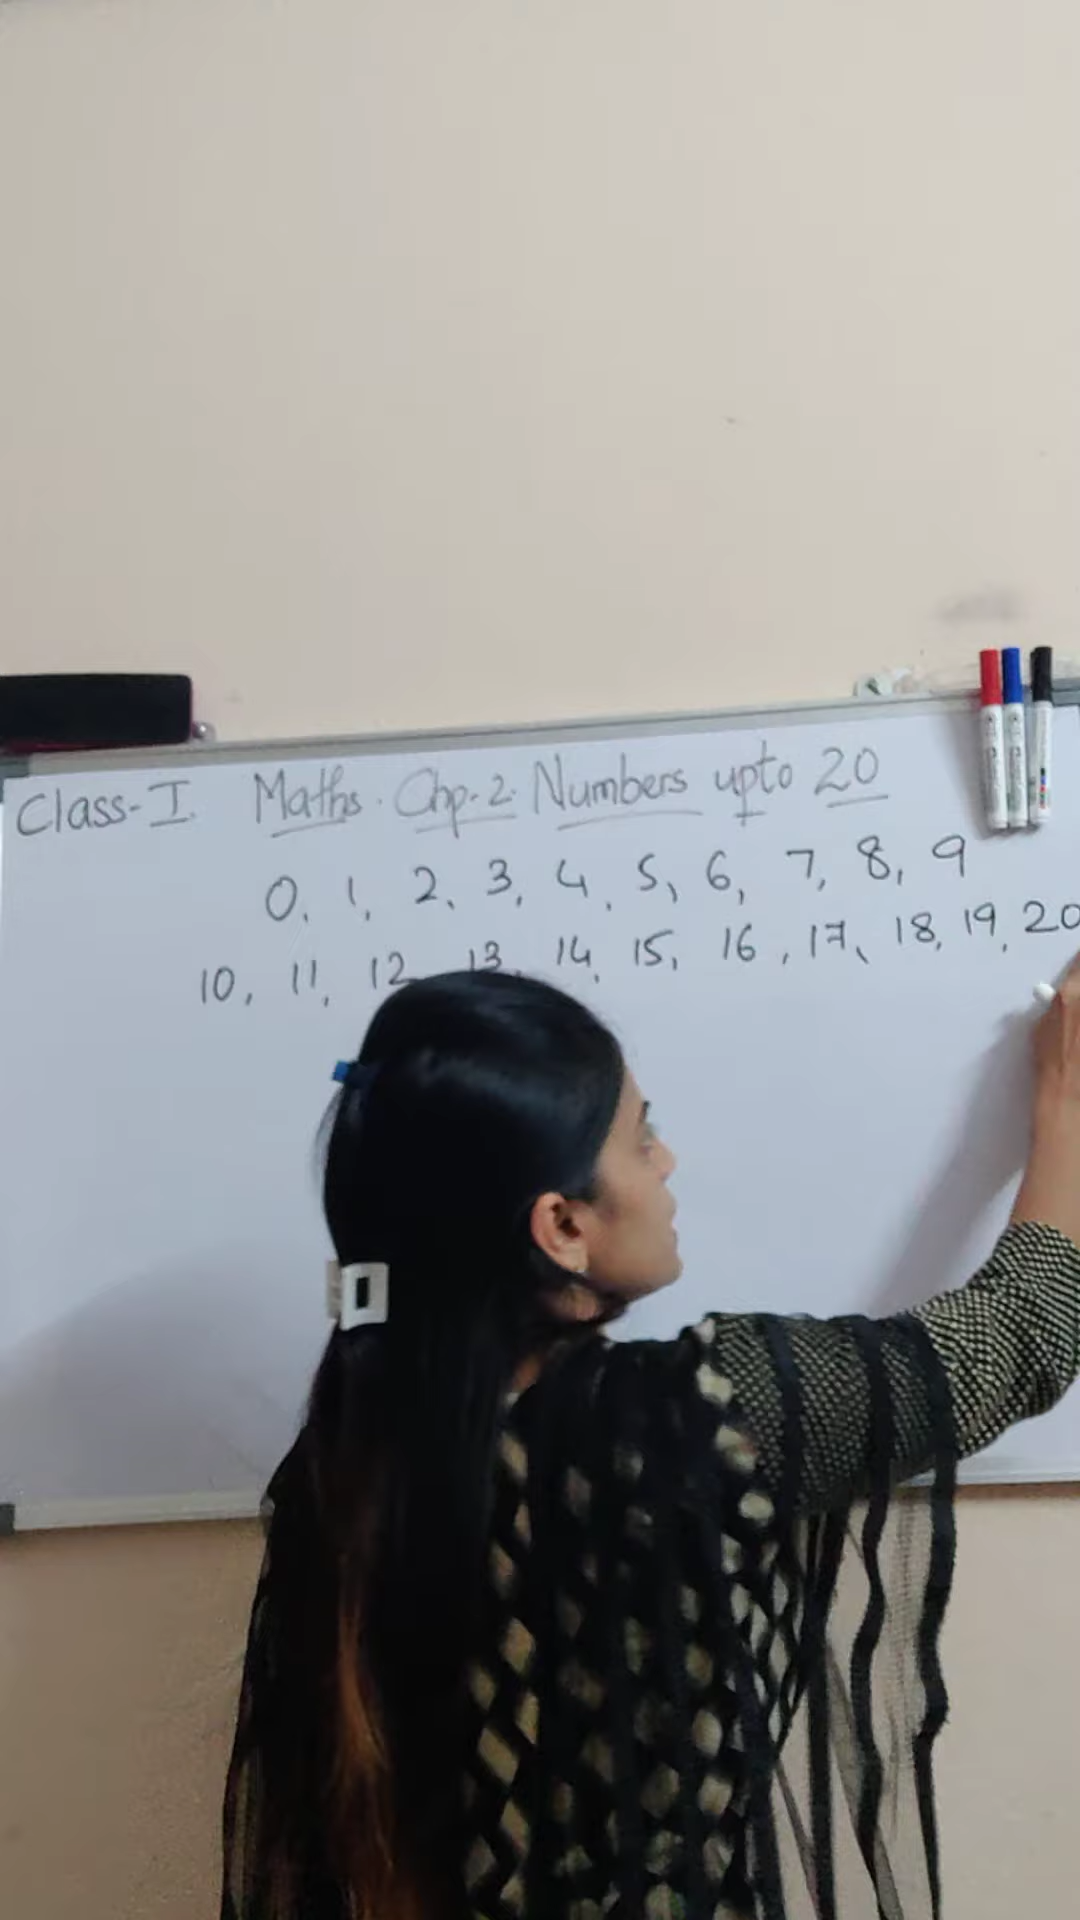 Class-I. Maths. Chp.2. Numbers upto 20
0, 1, 2, 3, 4, 5, 6, 7, 8, 9
10, 11, 12, 13, 14, 15, 16, 17, 18, 19, 20